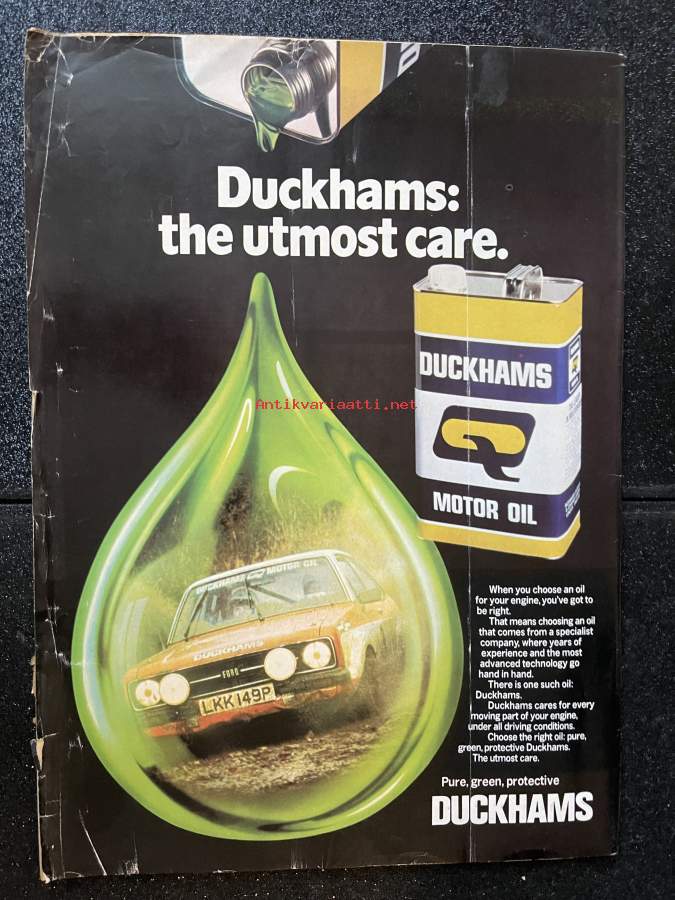 Duckhams:
the utmost care.
Antikvariaatti.net
DUCKHAMS
Q
MOTOR OIL
DUCKHAMS MOTOR OIL
DUCKHAMS
FORD
LKK 149P
When you choose an oil
for your engine, you've got to
be right.
That means choosing an oil
that comes from a specialist
company, where years of
experience and the most
advanced technology go
hand in hand.
There is one such oil:
Duckhams.
Duckhams cares for every
moving part of your engine,
under all driving conditions.
Choose the right oil: pure,
green, protective Duckhams.
The utmost care.
Pure, green, protective
DUCKHAMS